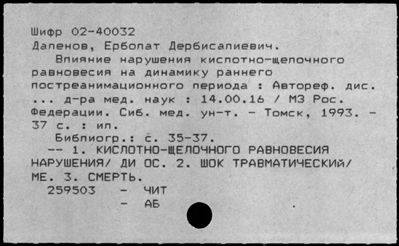 Шифр 02-40032
Дапенов, Ерболат Дербисалиевич.
Влияние нарушения кислотно-щелочного
равновесия на динамику раннего
постреанимационного периода : Автореф. дис.
... д-ра мед. наук : 14.00.16 / МЗ Рос.
Федерации. Сиб. мед. ун-т. - Томск, 1993. -
37 с. : ил.
Библиогр.: с. 35-37.
-- 1. КИСЛОТНО-ЩЕЛОЧНОГО РАВНОВЕСИЯ
НАРУШЕНИЯ/ ДИ ОС. 2. ШОК ТРАВМАТИЧЕСКИЙ/
МЕ. 3. СМЕРТЬ.
259503 - ЧИТ
- АБ